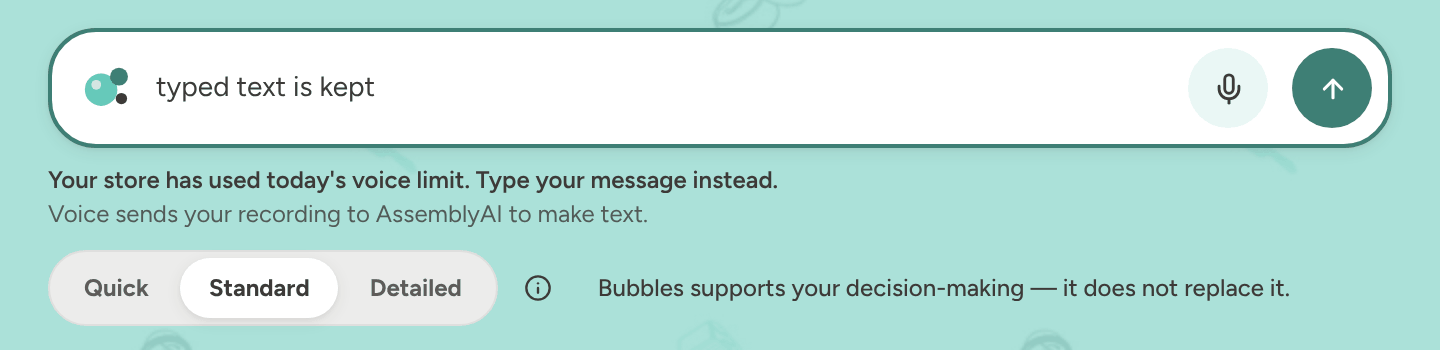 typed text is kept
Your store has used today's voice limit. Type your message instead.
Voice sends your recording to AssemblyAI to make text.
Quick Standard Detailed Bubbles supports your decision-making — it does not replace it.